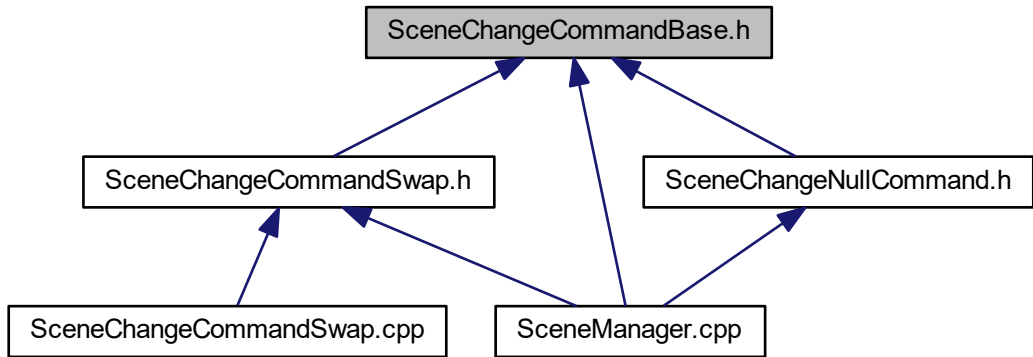 SceneChangeCommandBase.h
SceneChangeCommandSwap.h
SceneChangeNullCommand.h
SceneChangeCommandSwap.cpp
SceneManager.cpp